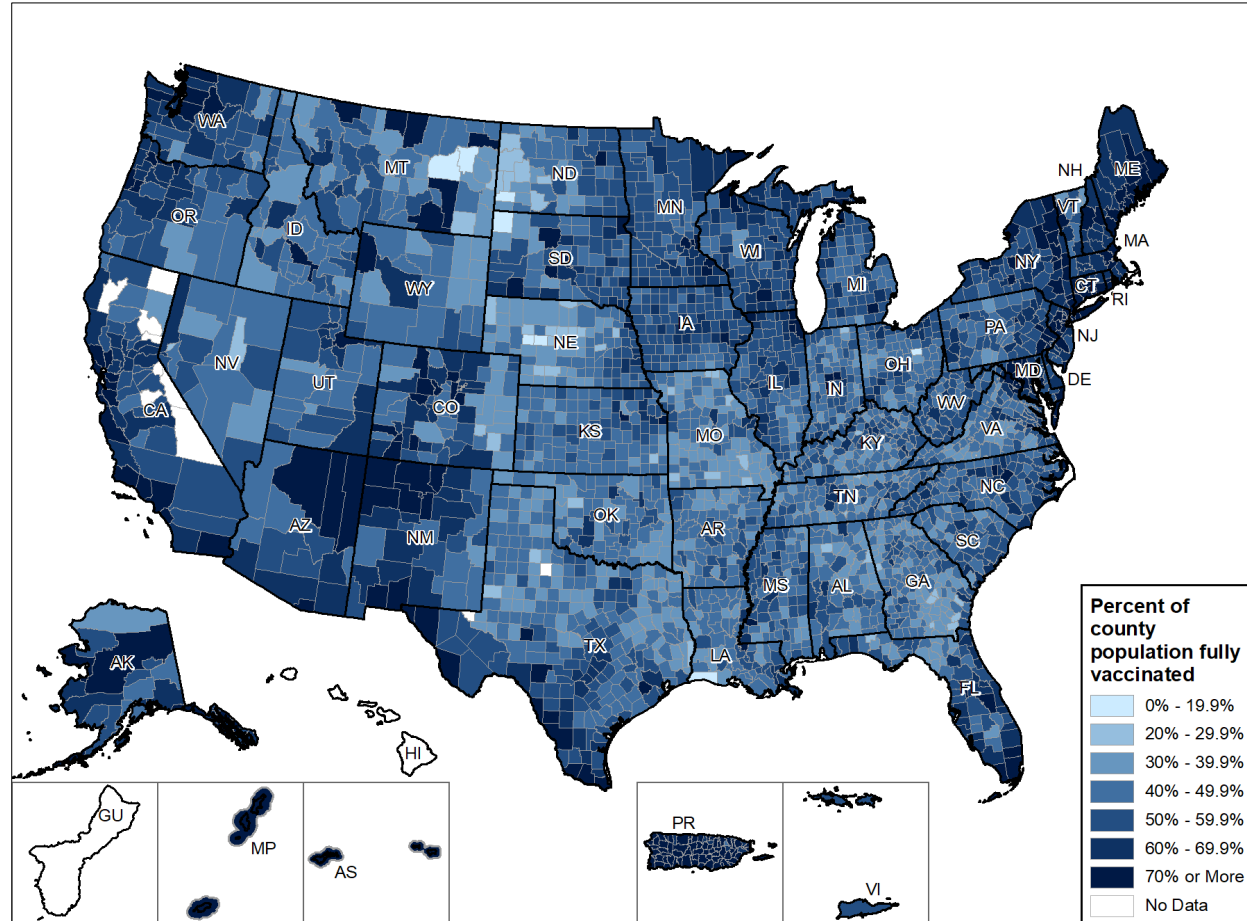 WA
MT
ND
MN
ME
NH
VT
OR
ID
SD
WI
MA
NY
MI
WY
CT
RI
IA
PA
NE
NJ
OH
NV
UT
IL
IN
MD
DE
CA
CO
WV
KS
MO
VA
KY
NC
TN
OK
AZ
NM
AR
SC
MS
AL
GA
TX
LA
FL
AK
HI
GU
MP
AS
PR
VI
Percent of
county
population fully
vaccinated
0% - 19.9%
20% - 29.9%
30% - 39.9%
40% - 49.9%
50% - 59.9%
60% - 69.9%
70% or More
No Data